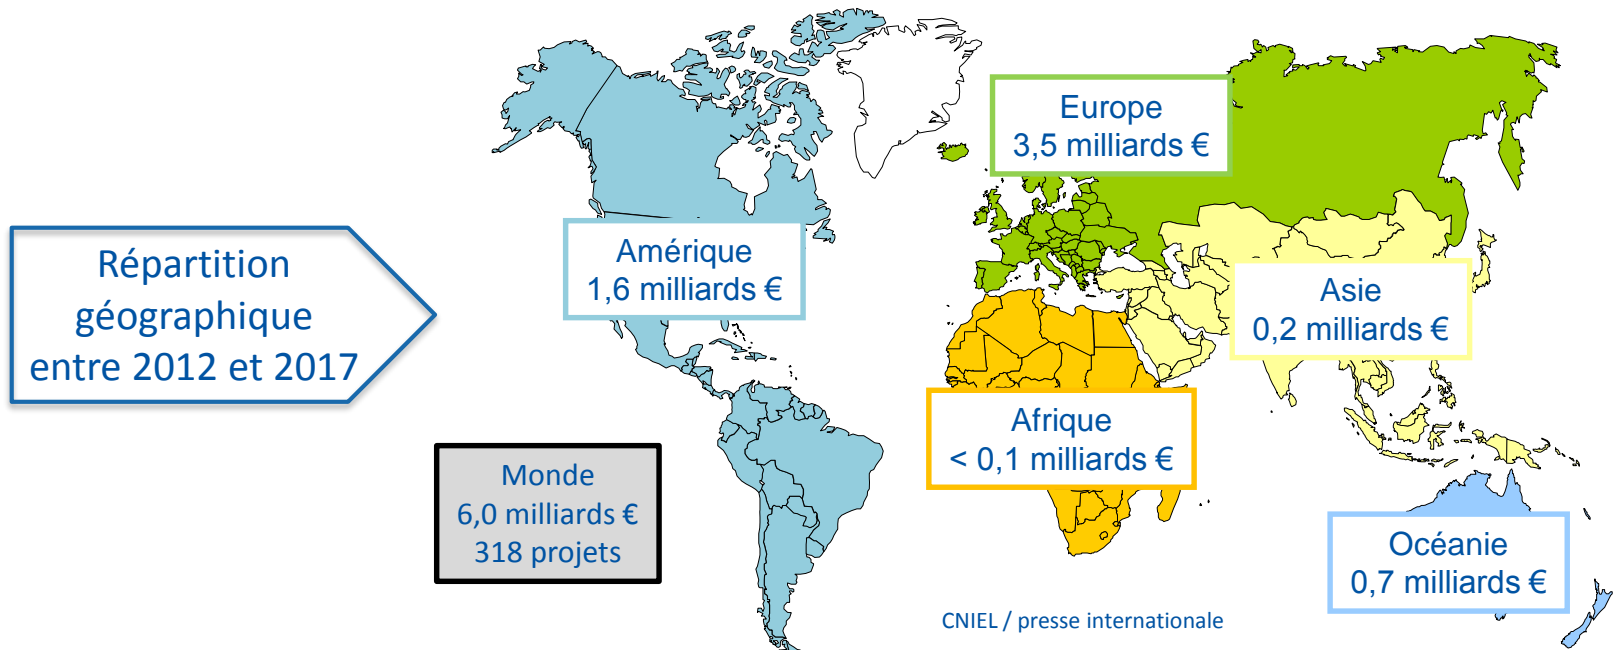 Répartition
géographique
entre 2012 et 2017
Europe
3,5 milliards €
Amérique
1,6 milliards €
Asie
0,2 milliards €
Afrique
< 0,1 milliards €
Monde
6,0 milliards €
318 projets
Océanie
0,7 milliards €
CNIEL / presse internationale